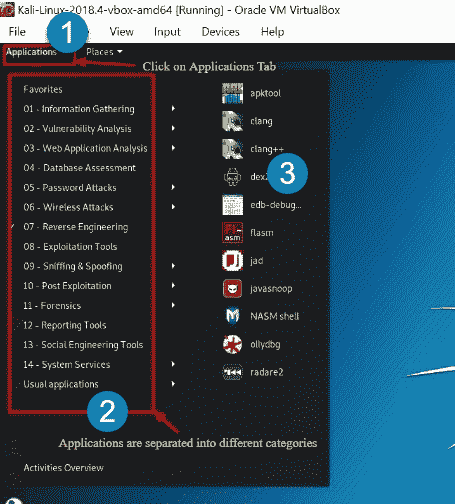 Kali-Linux-2018.4-vbox-amd64 [Running] - Oracle VM VirtualBox
File View Input Devices Help
1
Applications Places
Click on Applications Tab
Favorites
01 - Information Gathering
02 - Vulnerability Analysis
03 - Web Application Analysis
04 - Database Assessment
05 - Password Attacks
06 - Wireless Attacks
07 - Reverse Engineering
08 - Exploitation Tools
09 - Sniffing & Spoofing
10 - Post Exploitation
11 - Forensics
12 - Reporting Tools
13 - Social Engineering Tools
14 - System Services
Usual applications
apktool
clang
clang++
3
edb-debug...
flasm
jad
javasnoop
NASM shell
ollydbg
radare2
2
Applications are separated into different categories
Activities Overview